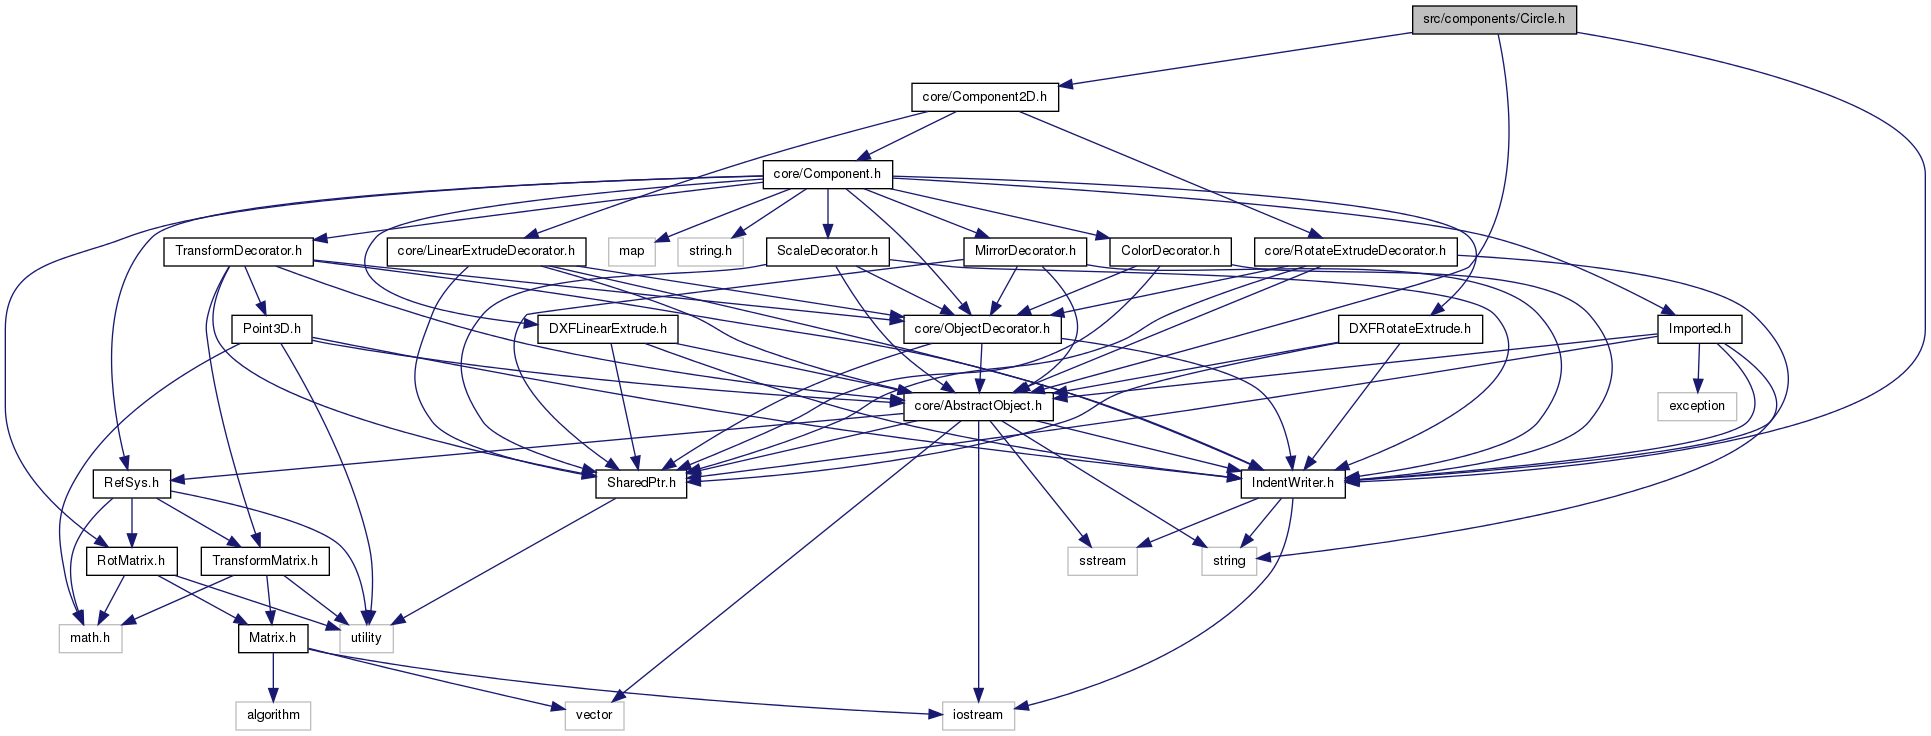 src/components/Circle.h
core/Component2D.h
core/Component.h
TransformDecorator.h
core/LinearExtrudeDecorator.h
map
string.h
ScaleDecorator.h
MirrorDecorator.h
ColorDecorator.h
core/RotateExtrudeDecorator.h
Point3D.h
DXFLinearExtrude.h
core/ObjectDecorator.h
DXFRotateExtrude.h
Imported.h
core/AbstractObject.h
exception
RefSys.h
SharedPtr.h
IndentWriter.h
RotMatrix.h
TransformMatrix.h
sstream
string
math.h
Matrix.h
utility
algorithm
vector
iostream